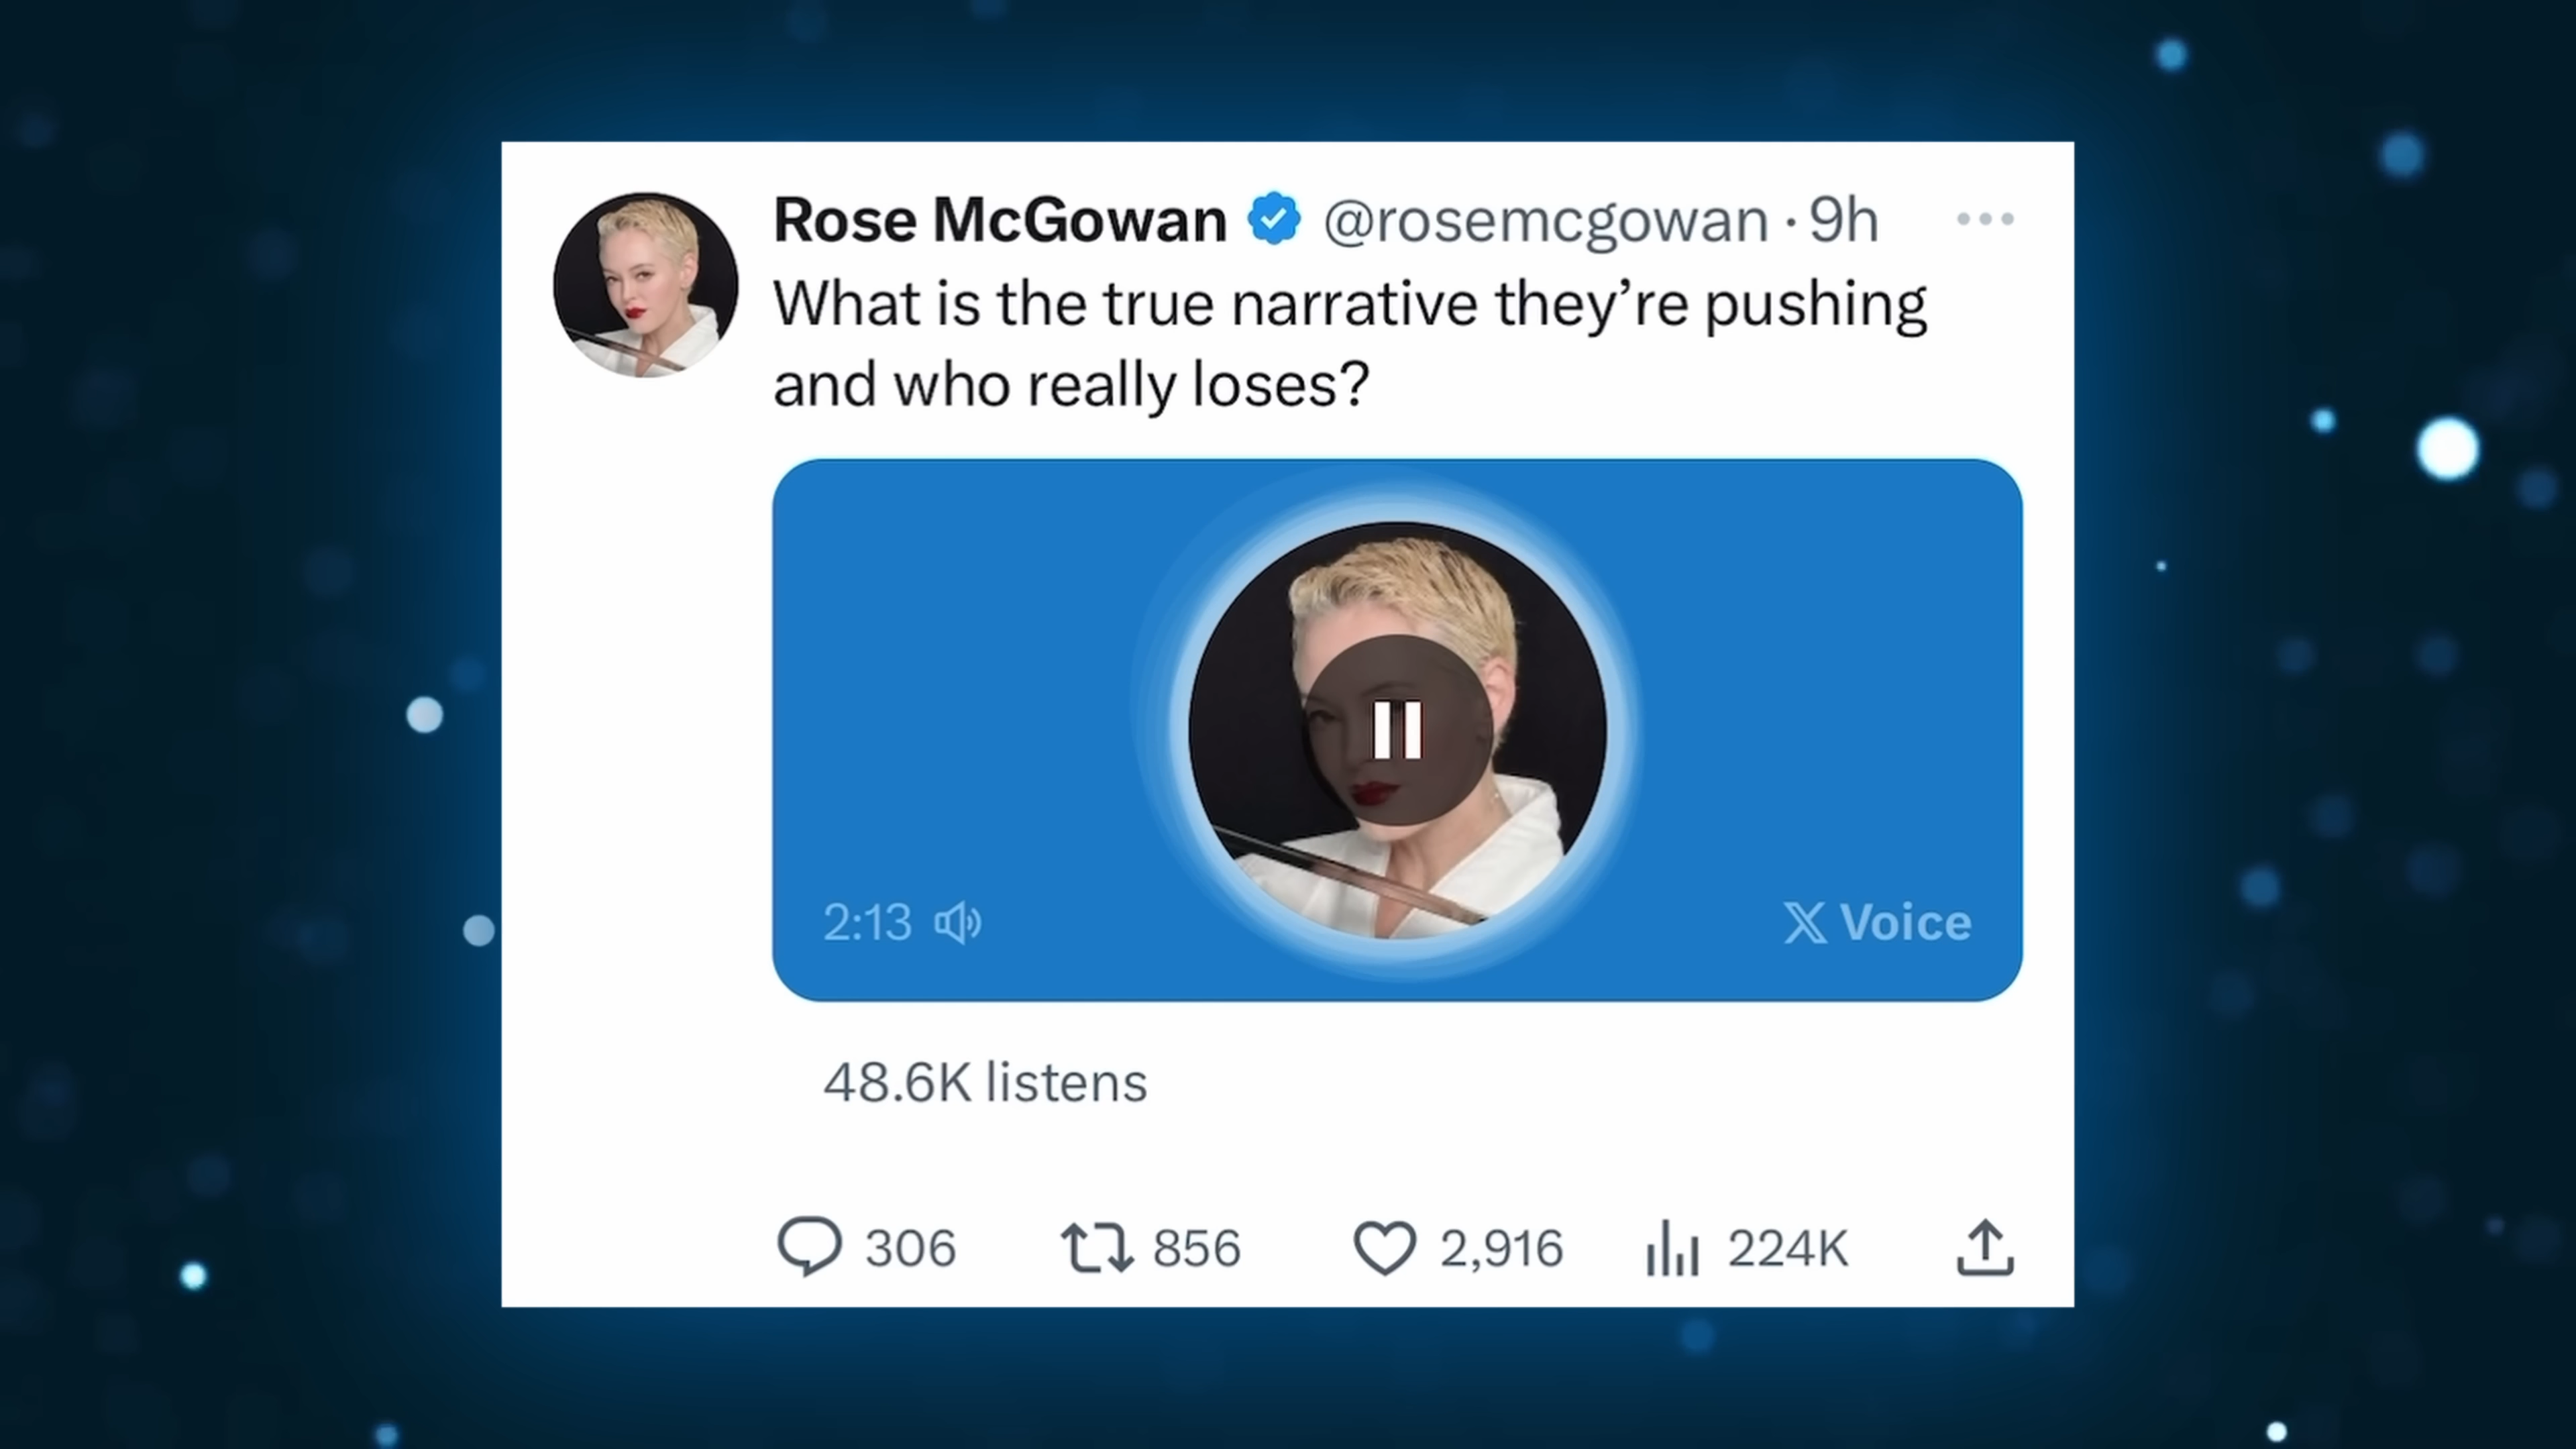 Rose McGowan @rosemcgowan · 9h
What is the true narrative they’re pushing
and who really loses?
2:13 X Voice
48.6K listens
306 856 2,916 224K